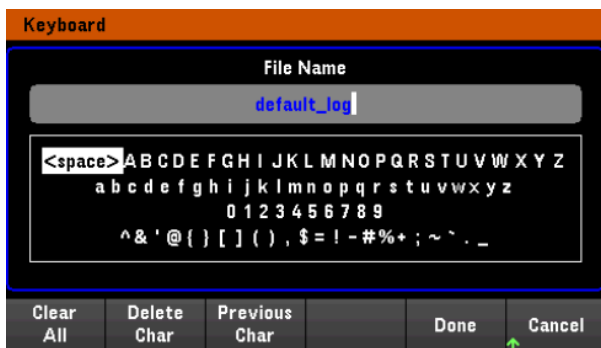 Keyboard
File Name
default_log
<space> A B C D E F G H I J K L M N O P Q R S T U V W X Y Z
a b c d e f g h i j k l m n o p q r s t u v w x y z
0 1 2 3 4 5 6 7 8 9
^ & ' @ { } [ ] ( ) , $ = ! - # % + ; ~ ` . _
Clear All
Delete Char
Previous Char
Done
Cancel